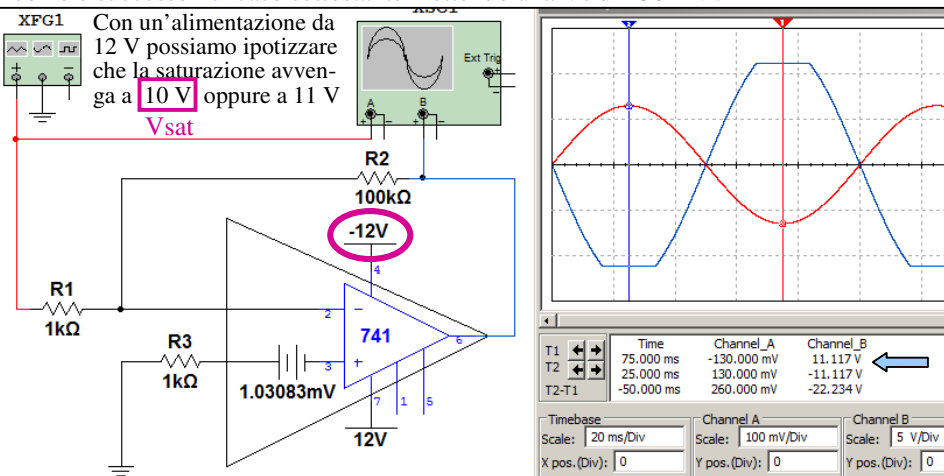 XFG1
Con un'alimentazione da
12 V possiamo ipotizzare
che la saturazione avven-
ga a 10 V oppure a 11 V
Vsat
XSC1
Ext Trig
+
-
A
B
+ - + -
+ -
R2
100kΩ
-12V
4
R1
1kΩ
2
-
741
6
R3
1kΩ
1.03083mV
3
+
7
1
5
12V
2
1
T1
T2
T2-T1
Time Channel_A Channel_B
75.000 ms -130.000 mV 11.117 V
25.000 ms 130.000 mV -11.117 V
-50.000 ms 260.000 mV -22.234 V
Timebase
Scale: 20 ms/Div
X pos.(Div): 0
Channel A
Scale: 100 mV/Div
Y pos.(Div): 0
Channel B
Scale: 5 V/Div
Y pos.(Div): 0